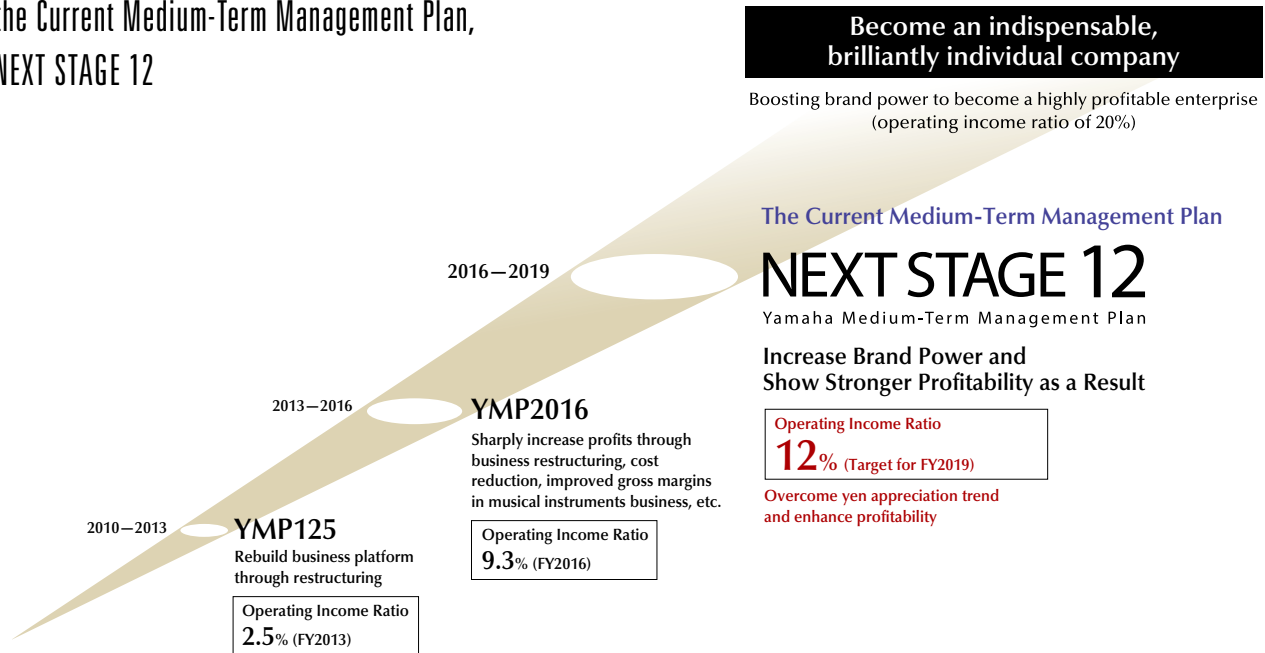 the Current Medium-Term Management Plan,
NEXT STAGE 12
Become an indispensable,
brilliantly individual company
Boosting brand power to become a highly profitable enterprise
(operating income ratio of 20%)
The Current Medium-Term Management Plan
NEXT STAGE 12
Yamaha Medium-Term Management Plan
Increase Brand Power and
Show Stronger Profitability as a Result
Operating Income Ratio
12% (Target for FY2019)
Overcome yen appreciation trend
and enhance profitability
2016—2019
2013—2016
YMP2016
Sharply increase profits through
business restructuring, cost
reduction, improved gross margins
in musical instruments business, etc.
Operating Income Ratio
9.3% (FY2016)
2010—2013
YMP125
Rebuild business platform
through restructuring
Operating Income Ratio
2.5% (FY2013)